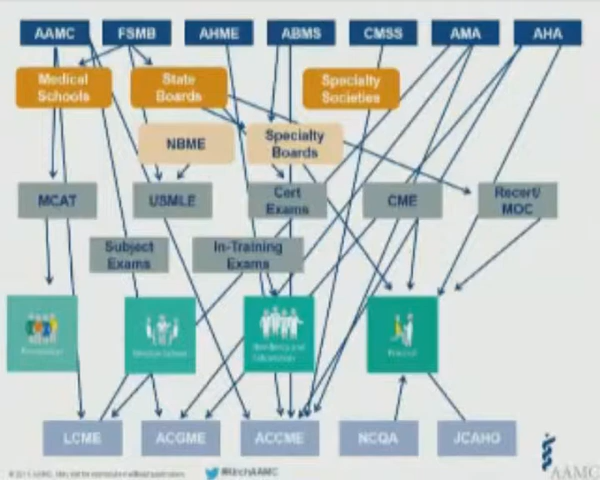 AAMC
FSMB
AHME
ABMS
CMSS
AMA
AHA
Medical
Schools
State
Boards
Specialty
Societies
NBME
Specialty
Boards
MCAT
USMLE
Cert
Exams
CME
Recert/
MOC
Subject
Exams
In-Training
Exams
LCME
ACGME
ACCME
NCQA
JCAHO
#KirchAAMC
AAMC